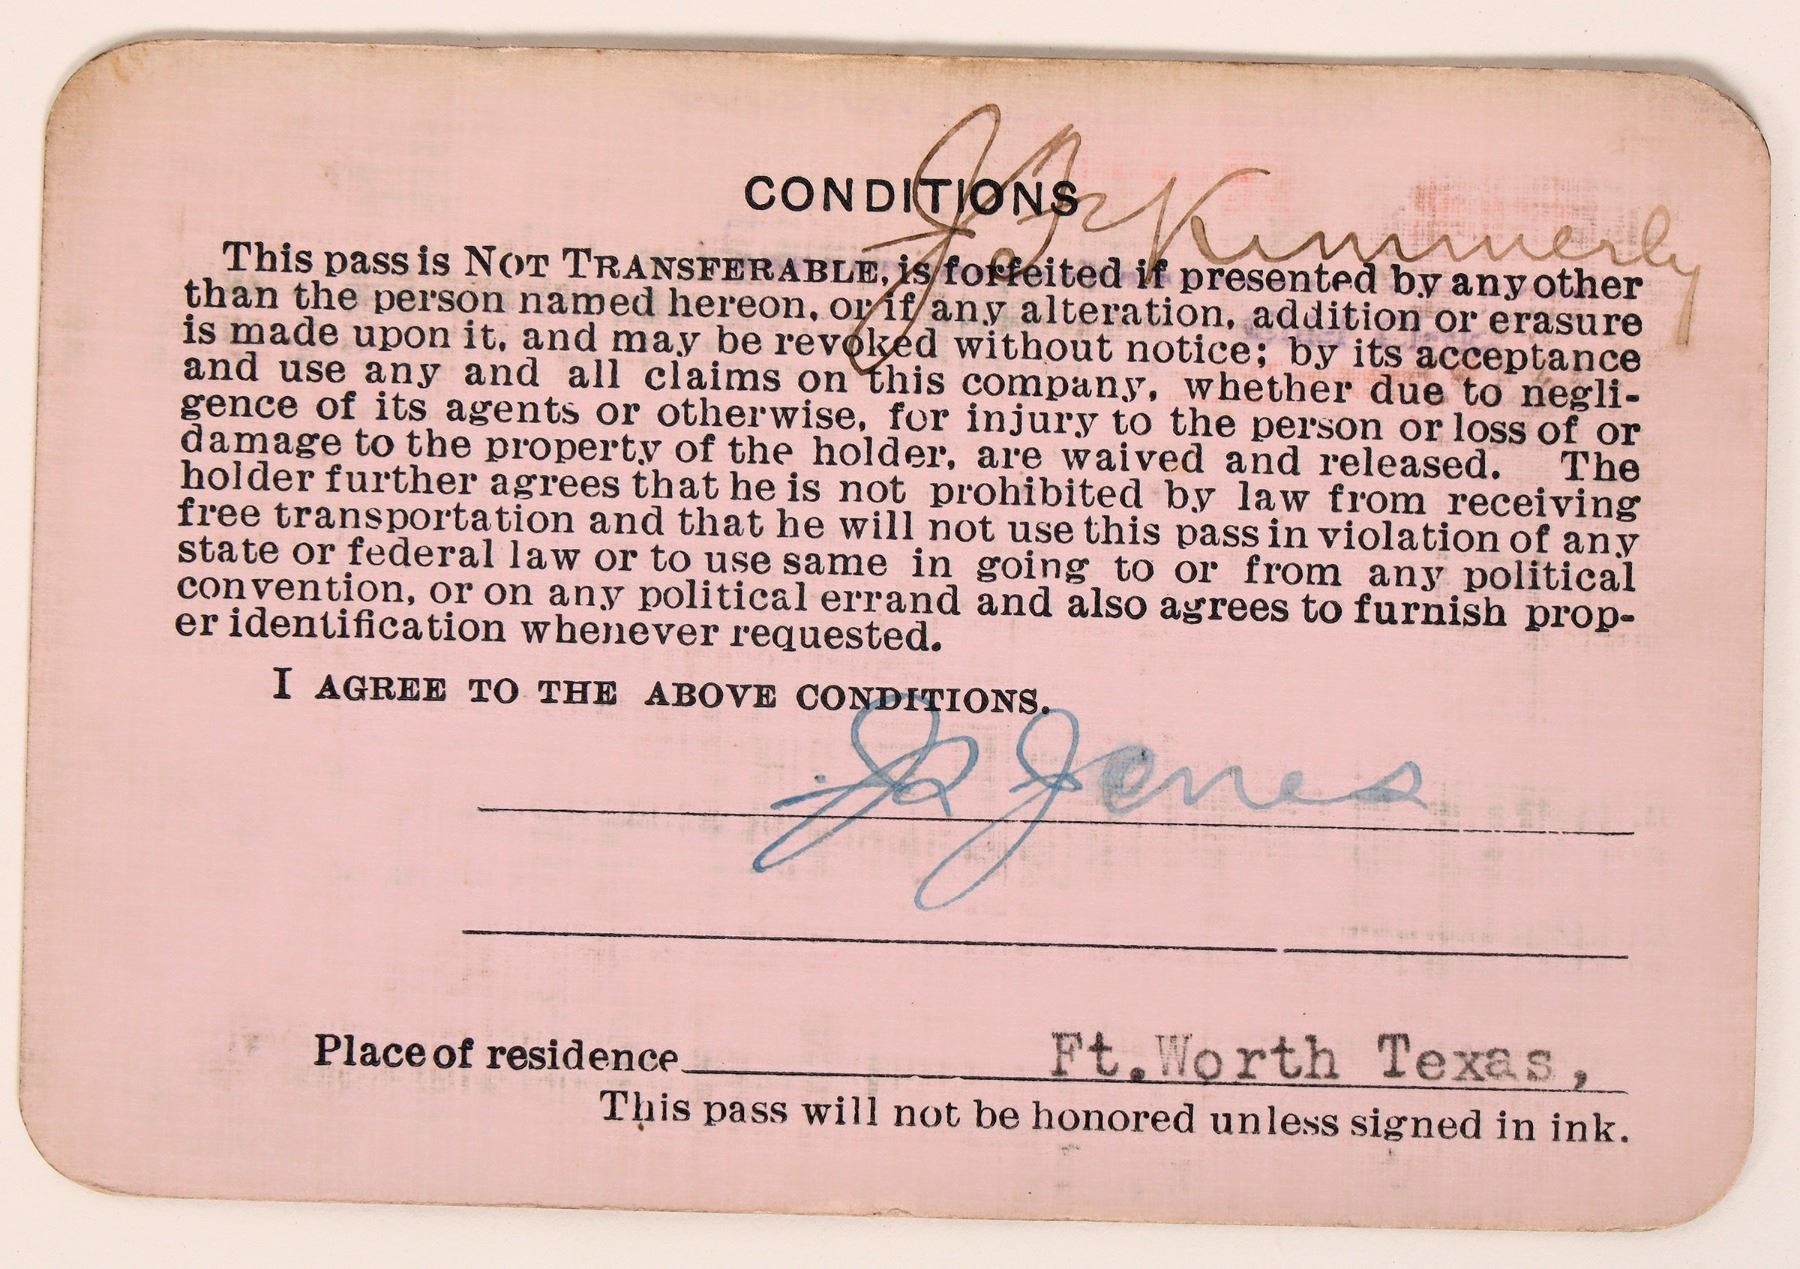 CONDITIONS
Kimmerly
This pass is NOT TRANSFERABLE, is forfeited if presented by any other
than the person named hereon, or if any alteration, addition or erasure
is made upon it, and may be revoked without notice; by its acceptance
and use any and all claims on this company, whether due to negli-
gence of its agents or otherwise, for injury to the person or loss of or
damage to the property of the holder, are waived and released. The
holder further agrees that he is not prohibited by law from receiving
free transportation and that he will not use this pass in violation of any
state or federal law or to use same in going to or from any political
convention, or on any political errand and also agrees to furnish prop-
er identification whenever requested.
I AGREE TO THE ABOVE CONDITIONS.
Jones
Place of residence Ft. Worth Texas,
This pass will not be honored unless signed in ink.